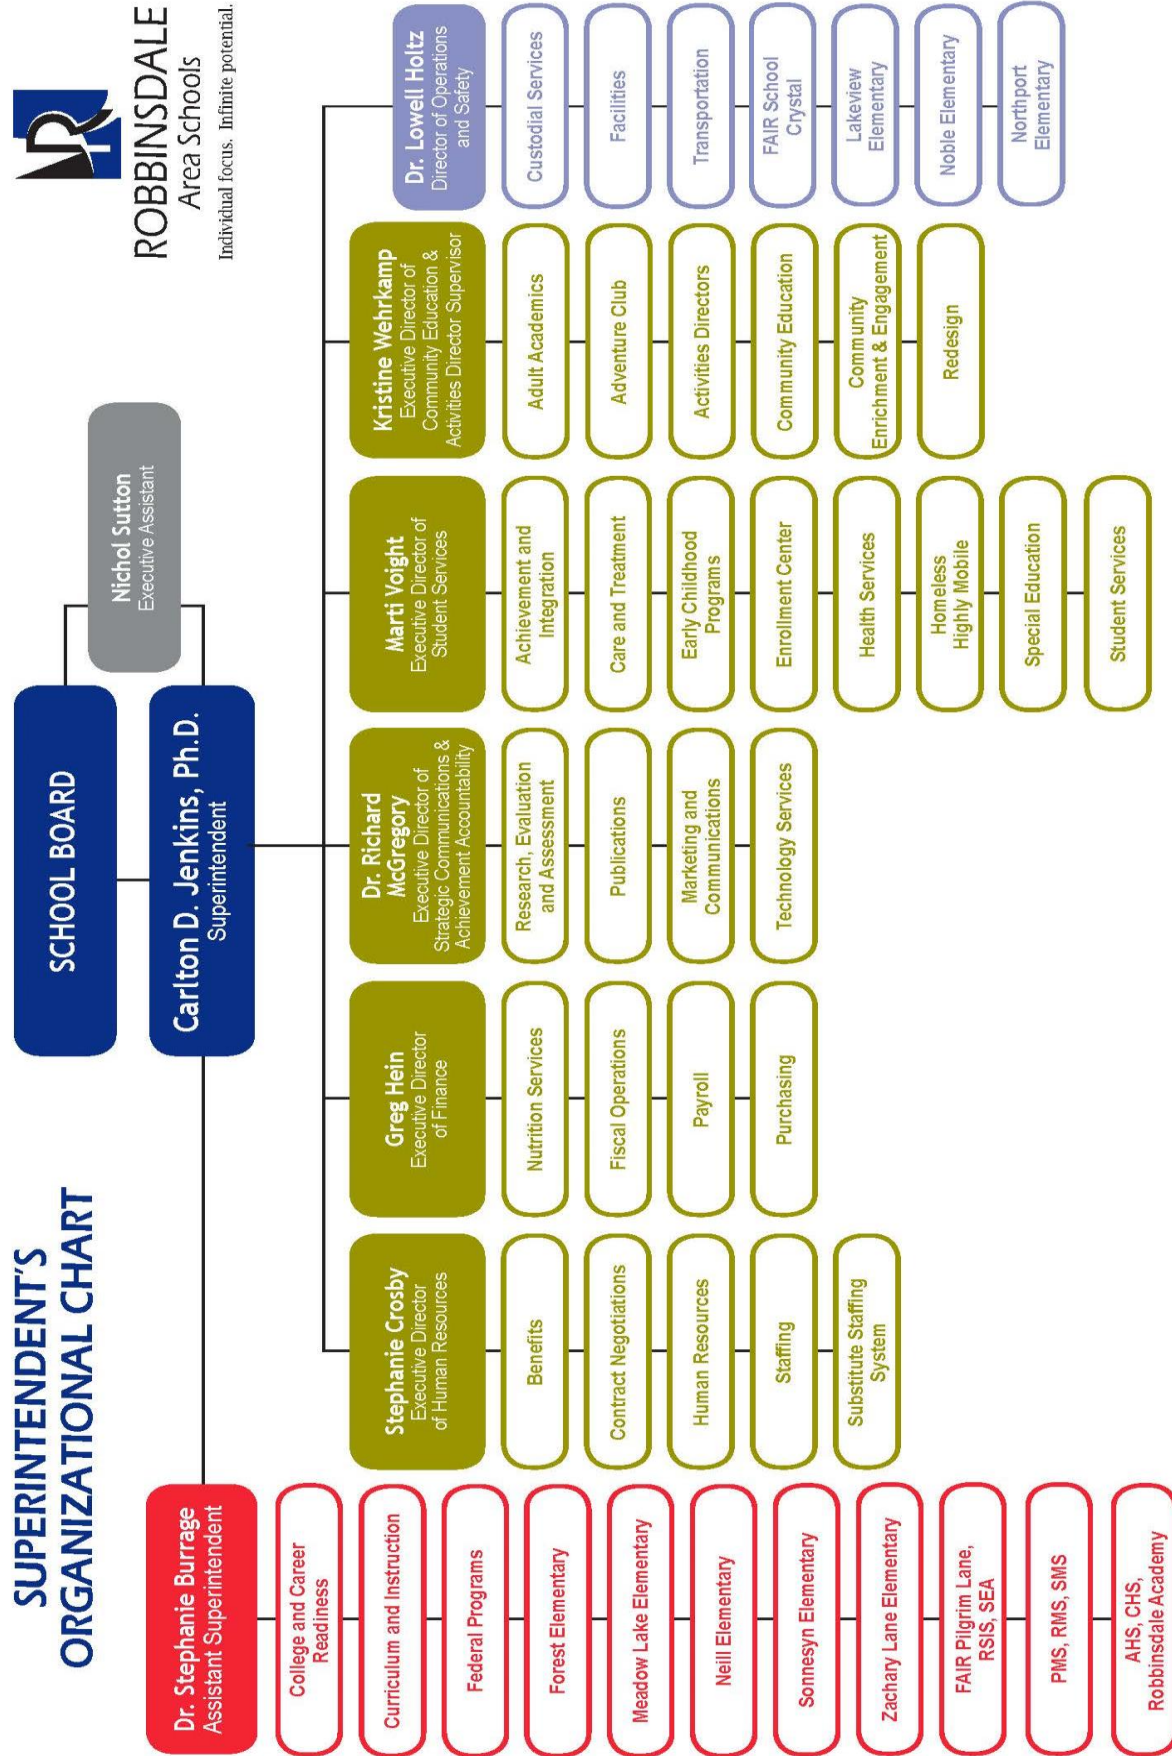 SUPERINTENDENT'S
ORGANIZATIONAL CHART
ROBBINSDALE
Area Schools
Individual focus. Infinite potential.
SCHOOL BOARD
Nichol Sutton
Executive Assistant
Carlton D. Jenkins, Ph.D.
Superintendent
Dr. Stephanie Burrage
Assistant Superintendent
College and Career
Readiness
Curriculum and Instruction
Federal Programs
Forest Elementary
Meadow Lake Elementary
Neill Elementary
Sonnesyn Elementary
Zachary Lane Elementary
FAIR Pilgrim Lane,
RSIS, SEA
PMS, RMS, SMS
AHS, CHS,
Robbinsdale Academy
Stephanie Crosby
Executive Director
of Human Resources
Benefits
Contract Negotiations
Human Resources
Staffing
Substitute Staffing
System
Greg Hein
Executive Director
of Finance
Nutrition Services
Fiscal Operations
Payroll
Purchasing
Dr. Richard
McGregory
Executive Director of
Strategic Communications &
Achievement Accountability
Research, Evaluation
and Assessment
Publications
Marketing and
Communications
Technology Services
Marti Voight
Executive Director of
Student Services
Achievement and
Integration
Care and Treatment
Early Childhood
Programs
Enrollment Center
Health Services
Homeless
Highly Mobile
Special Education
Student Services
Kristine Wehrkamp
Executive Director of
Community Education &
Activities Director Supervisor
Adult Academics
Adventure Club
Activities Directors
Community Education
Community
Enrichment & Engagement
Redesign
Dr. Lowell Holtz
Director of Operations
and Safety
Custodial Services
Facilities
Transportation
FAIR School
Crystal
Lakeview
Elementary
Noble Elementary
Northport
Elementary